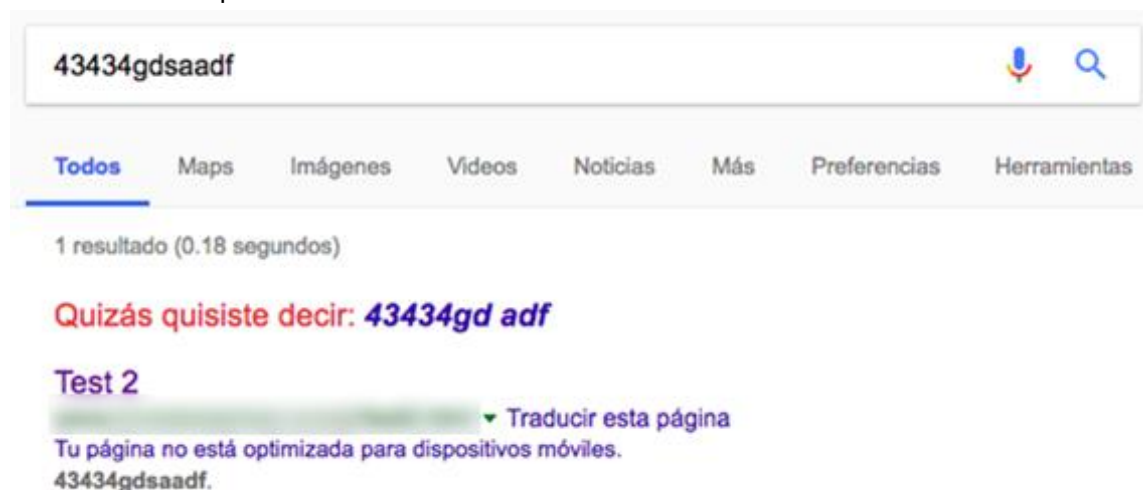 43434gdsaadf
Todos Maps Imágenes Videos Noticias Más Preferencias Herramientas
1 resultado (0.18 segundos)
Quizás quisiste decir: 43434gd adf
Test 2
Traducir esta página
Tu página no está optimizada para dispositivos móviles.
43434gdsaadf.